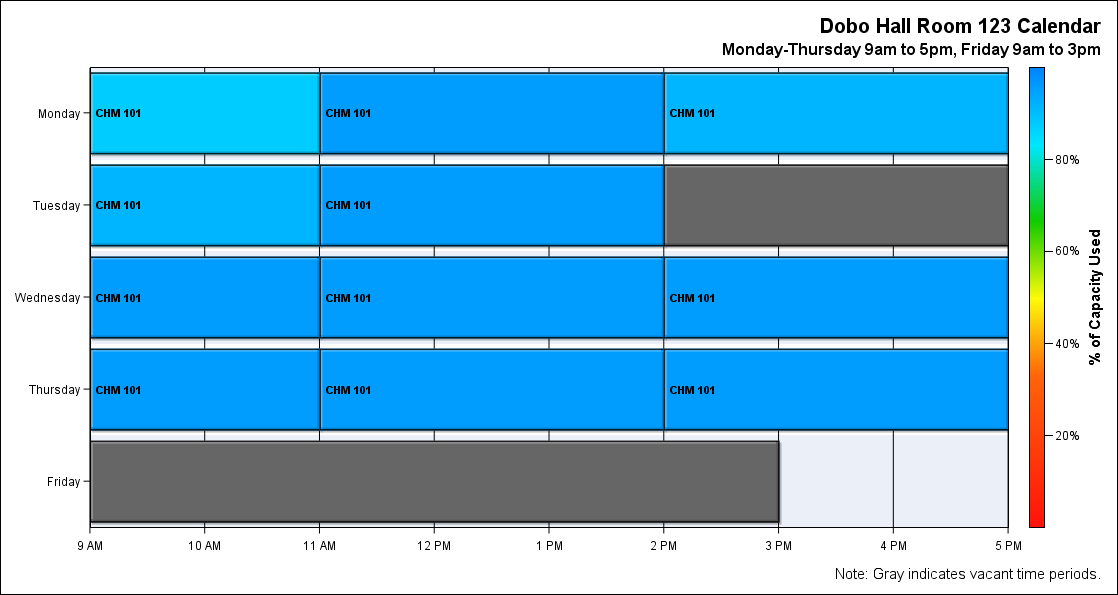 Dobo Hall Room 123 Calendar
Monday-Thursday 9am to 5pm, Friday 9am to 3pm
Monday
CHM 101 CHM 101 CHM 101
Tuesday
CHM 101 CHM 101
Wednesday
CHM 101 CHM 101 CHM 101
Thursday
CHM 101 CHM 101 CHM 101
Friday
9 AM 10 AM 11 AM 12 PM 1 PM 2 PM 3 PM 4 PM 5 PM
80%
60%
40%
20%
% of Capacity Used
Note: Gray indicates vacant time periods.